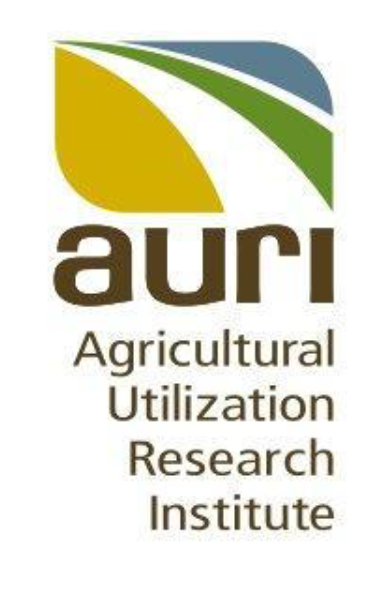 auri
Agricultural
Utilization
Research
Institute